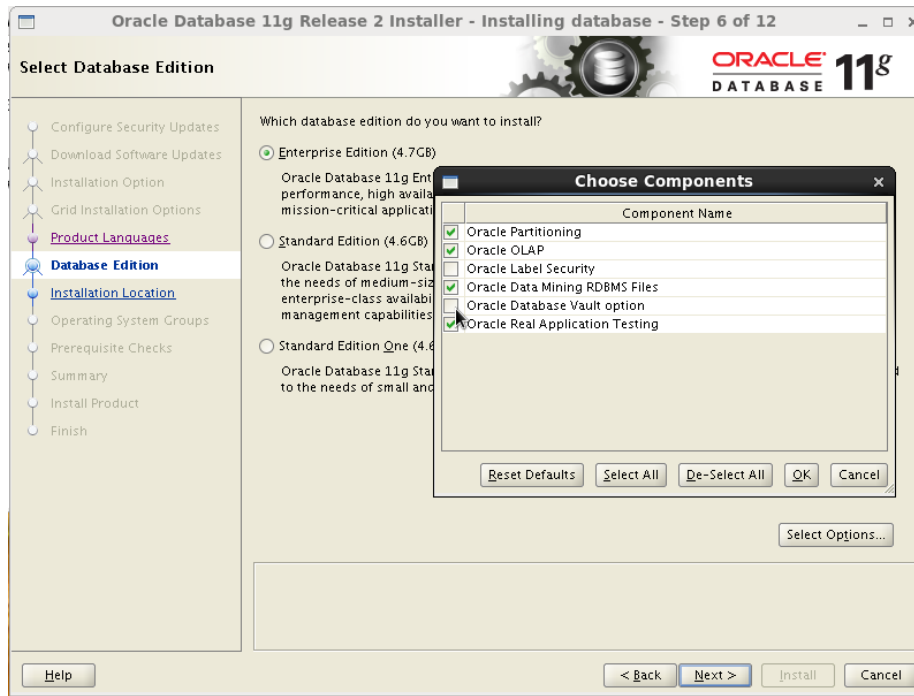 Oracle Database 11g Release 2 Installer - Installing database - Step 6 of 12
Select Database Edition
ORACLE
DATABASE
11g
Configure Security Updates
Download Software Updates
Installation Option
Grid Installation Options
Product Languages
Database Edition
Installation Location
Operating System Groups
Prerequisite Checks
Summary
Install Product
Finish
Which database edition do you want to install?
Enterprise Edition (4.7GB)
Oracle Database 11g Ent
performance, high availa
mission-critical applicati
Standard Edition (4.6GB)
Oracle Database 11g Sta
the needs of medium-siz
enterprise-class availabi
management capabilities
Standard Edition One (4.6
Oracle Database 11g Sta
to the needs of small and
Choose Components
Component Name
Oracle Partitioning
Oracle OLAP
Oracle Label Security
Oracle Data Mining RDBMS Files
Oracle Database Vault option
Oracle Real Application Testing
Reset Defaults
Select All
De-Select All
OK
Cancel
Select Options...
Help
< Back
Next >
Install
Cancel